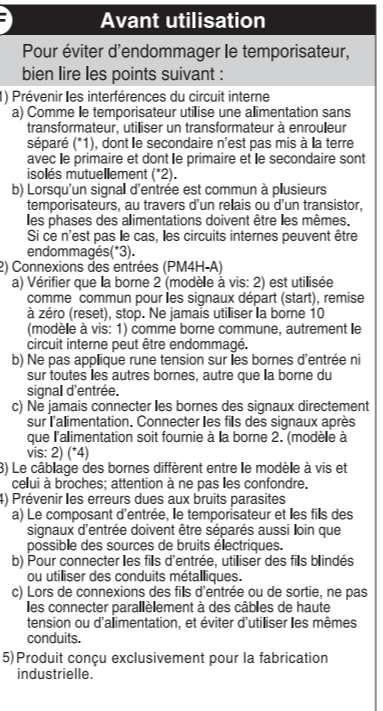 F
Avant utilisation
Pour éviter d'endommager le temporisateur,
bien lire les points suivant :
1) Prévenir les interférences du circuit interne
a) Comme le temporisateur utilise une alimentation sans
transformateur, utiliser un transformateur à enrouleur
séparé (*1), dont le secondaire n'est pas mis à la terre
avec le primaire et dont le primaire et le secondaire sont
isolés mutuellement (*2).
b) Lorsqu'un signal d'entrée est commun à plusieurs
temporisateurs, au travers d'un relais ou d'un transistor,
les phases des alimentations doivent être les mêmes.
Si ce n'est pas le cas, les circuits internes peuvent être
endommagés(*3).
2) Connexions des entrées (PM4H-A)
a) Vérifier que la borne 2 (modèle à vis: 2) est utilisée
comme commun pour les signaux départ (start), remise
à zéro (reset), stop. Ne jamais utiliser la borne 10
(modèle à vis: 1) comme borne commune, autrement le
circuit interne peut être endommagé.
b) Ne pas applique rune tension sur les bornes d'entrée ni
sur toutes les autres bornes, autre que la borne du
signal d'entrée.
c) Ne jamais connecter les bornes des signaux directement
sur l'alimentation. Connecter les fils des signaux après
que l'alimentation soit fournie à la borne 2. (modèle à
vis: 2) (*4)
3) Le câblage des bornes diffèrent entre le modèle à vis et
celui à broches; attention à ne pas les confondre.
4) Prévenir les erreurs dues aux bruits parasites
a) Le composant d'entrée, le temporisateur et les fils des
signaux d'entrée doivent être séparés aussi loin que
possible des sources de bruits électriques.
b) Pour connecter les fils d'entrée, utiliser des fils blindés
ou utiliser des conduits métalliques.
c) Lors de connexions des fils d'entrée ou de sortie, ne pas
les connecter parallèlement à des câbles de haute
tension ou d'alimentation, et éviter d'utiliser les mêmes
conduits.
5) Produit conçu exclusivement pour la fabrication
industrielle.